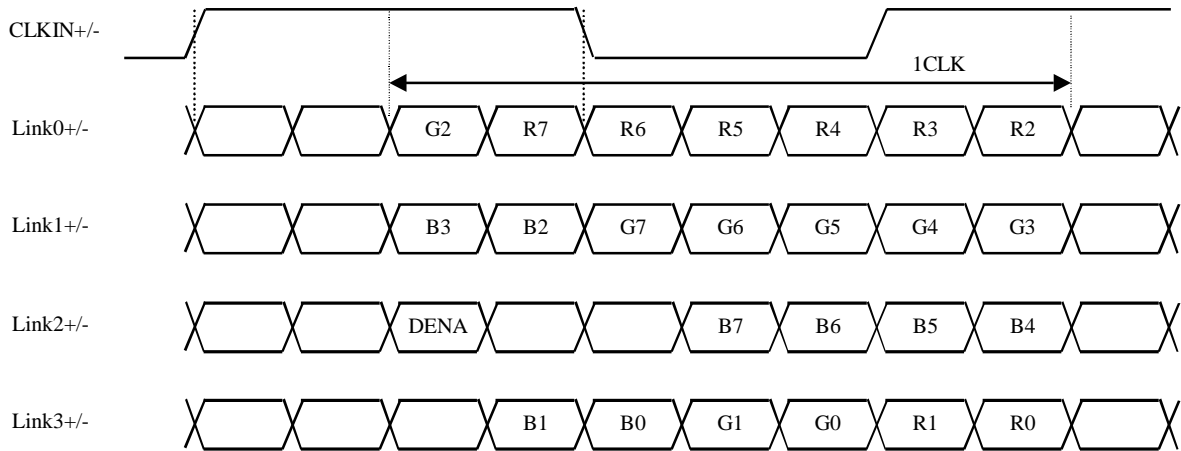 CLKIN+/-
1CLK
Link0+/- G2 R7 R6 R5 R4 R3 R2
Link1+/- B3 B2 G7 G6 G5 G4 G3
Link2+/- DENA B7 B6 B5 B4
Link3+/- B1 B0 G1 G0 R1 R0